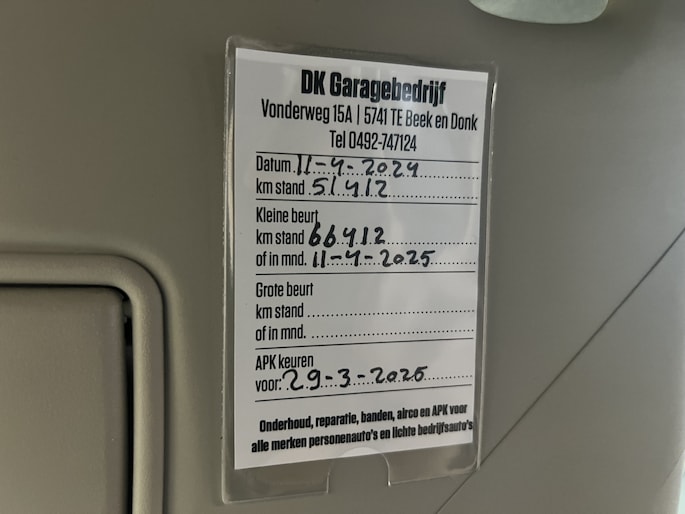 DK Garagebedrijf
Vonderweg 15A | 5741 TE Beek en Donk
Tel 0492-747124
Datum 11-4-2024
km stand 51412
Kleine beurt
km stand 66412
of in mnd. 11-4-2025
Grote beurt
km stand
of in mnd.
APK keuren
voor: 29-3-2026
Onderhoud, reparatie, banden, airco en APK voor
alle merken personenauto's en lichte bedrijfsauto's